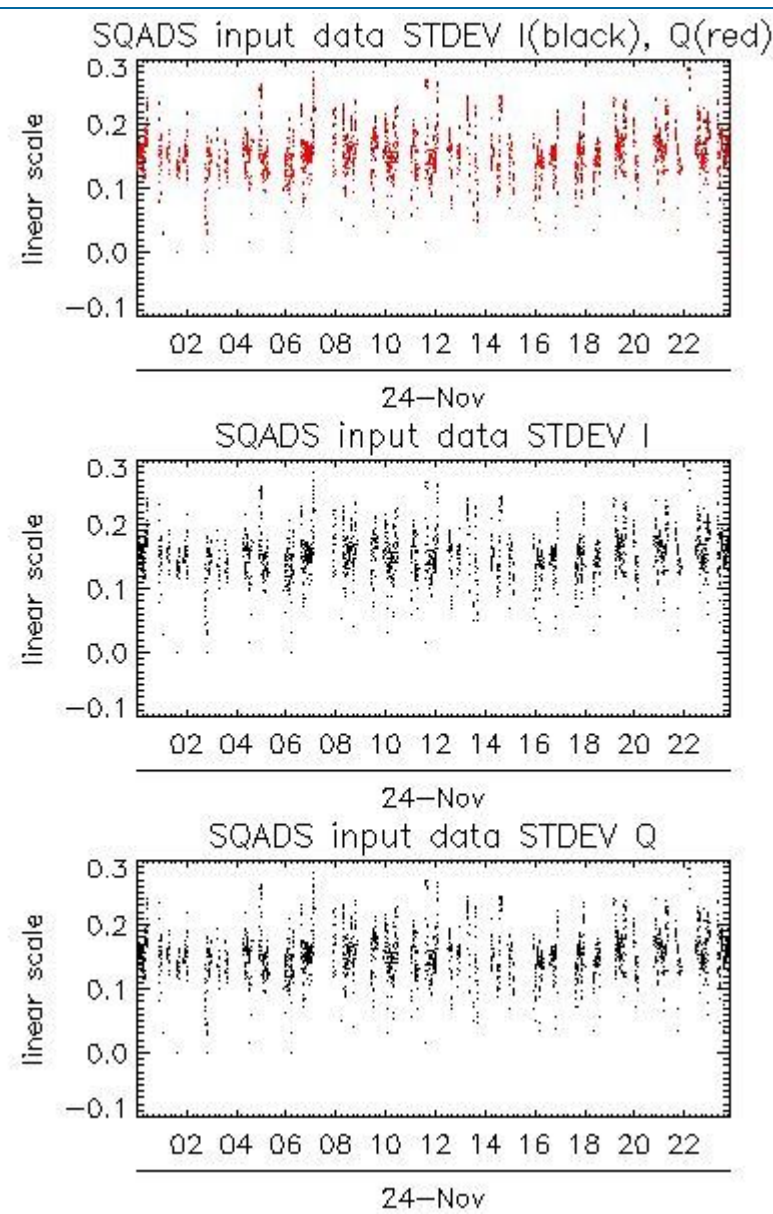 SQADS input data STDEV I(black), Q(red)
0.3
0.2
0.1
0.0
−0.1
linear scale
02 04 06 08 10 12 14 16 18 20 22
24−Nov
SQADS input data STDEV I
0.3
0.2
0.1
0.0
−0.1
linear scale
02 04 06 08 10 12 14 16 18 20 22
24−Nov
SQADS input data STDEV Q
0.3
0.2
0.1
0.0
−0.1
linear scale
02 04 06 08 10 12 14 16 18 20 22
24−Nov